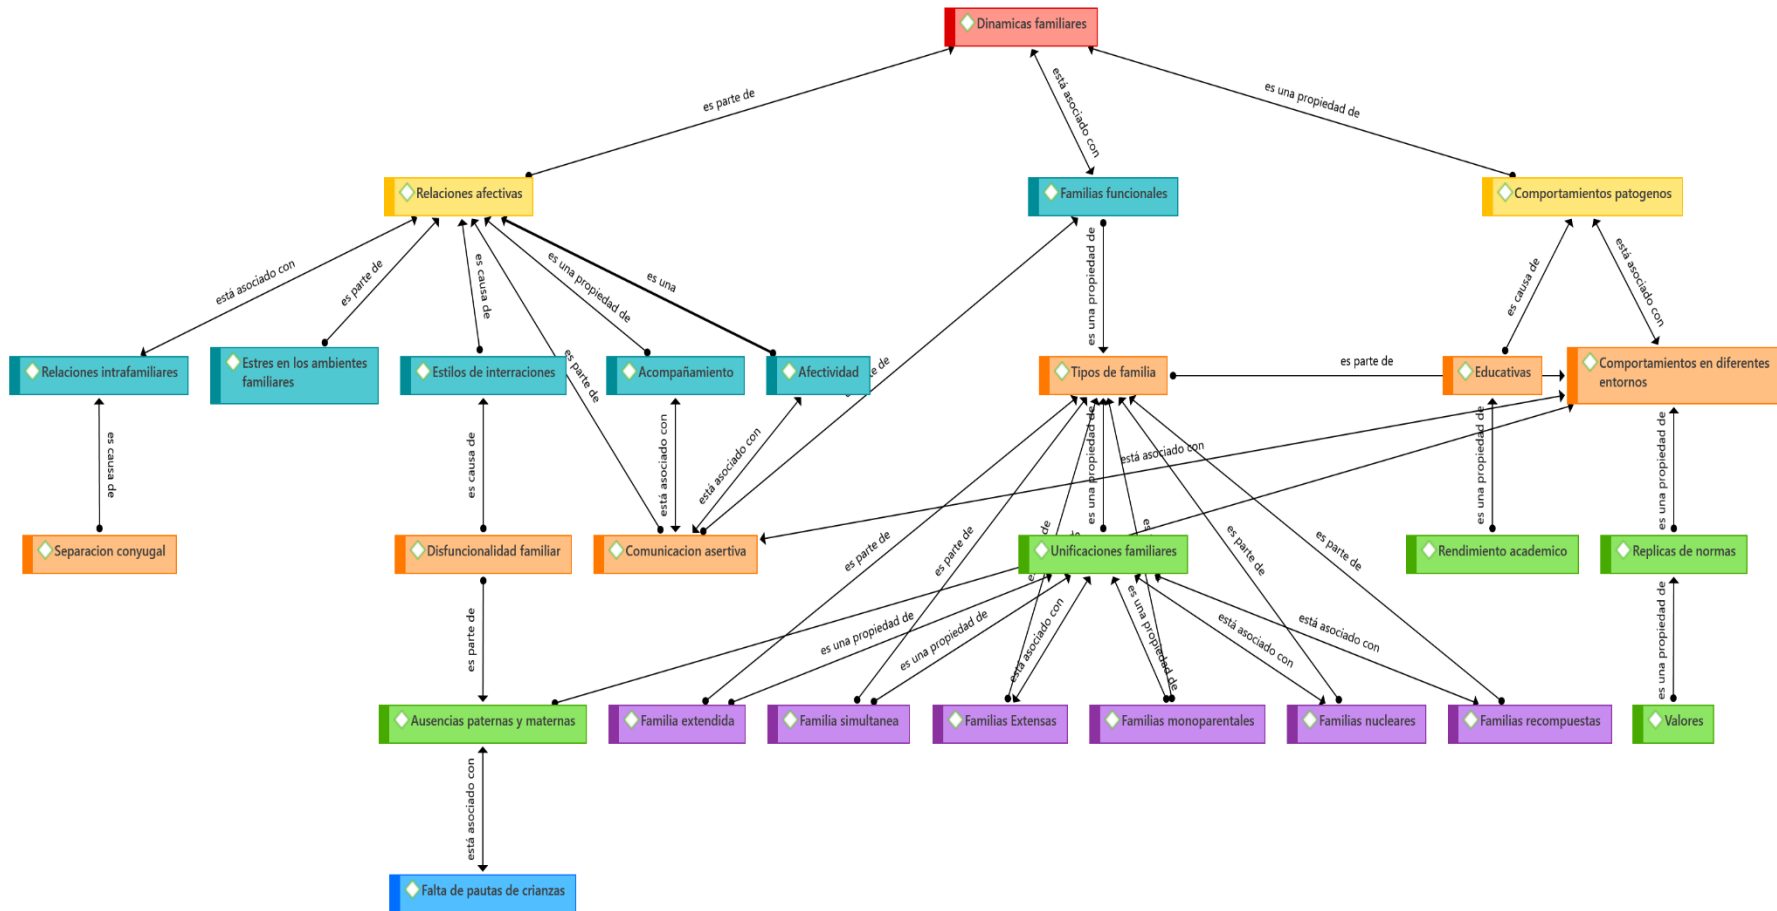 Dinamicas familiares
es parte de
está asociado con
es una propiedad de
Relaciones afectivas
Familias funcionales
Comportamientos patogenos
está asociado con
es parte de
es causa de
es una propiedad de
es una
es parte de
es parte de
es una propiedad de
es causa de
está asociado con
Relaciones intrafamiliares
Estres en los ambientes
familiares
Estilos de interraciones
Acompañamiento
Afectividad
Tipos de familia
es parte de
Educativas
Comportamientos en diferentes
entornos
es causa de
es causa de
está asociado con
está asociado con
es una propiedad de
está asociado con
es una propiedad de
es una propiedad de
Separacion conyugal
Disfuncionalidad familiar
Comunicacion asertiva
Unificaciones familiares
Rendimiento academico
Replicas de normas
es parte de
es parte de
es parte de
de
es parte de
es parte de
es una propiedad de
es una propiedad de
está asociado con
es una propiedad de
está asociado con
está asociado con
es una propiedad de
Ausencias paternas y maternas
Familia extendida
Familia simultanea
Familias Extensas
Familias monoparentales
Familias nucleares
Familias recompuestas
Valores
está asociado con
Falta de pautas de crianzas